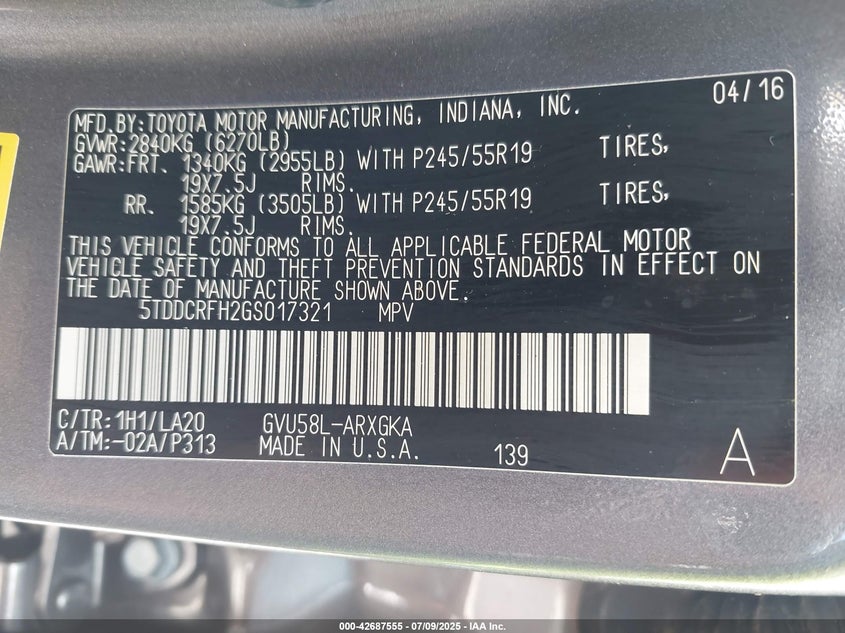 04/16
MFD.BY:TOYOTA MOTOR MANUFACTURING, INDIANA, INC.
GVWR:2840KG (6270LB)
GAWR:FRT. 1340KG (2955LB) WITH P245/55R19 TIRES,
19X7.5J RIMS.
RR. 1585KG (3505LB) WITH P245/55R19 TIRES,
19X7.5J RIMS.
THIS VEHICLE CONFORMS TO ALL APPLICABLE FEDERAL MOTOR
VEHICLE SAFETY AND THEFT PREVENTION STANDARDS IN EFFECT ON
THE DATE OF MANUFACTURE SHOWN ABOVE.
5TDDCRFH2GS017321 MPV
C/TR:1H1/LA20 GVU58L-ARXGKA
A/TM:-02A/P313 MADE IN U.S.A. 139 A
000-42687555 - 07/09/2025 - IAA Inc.